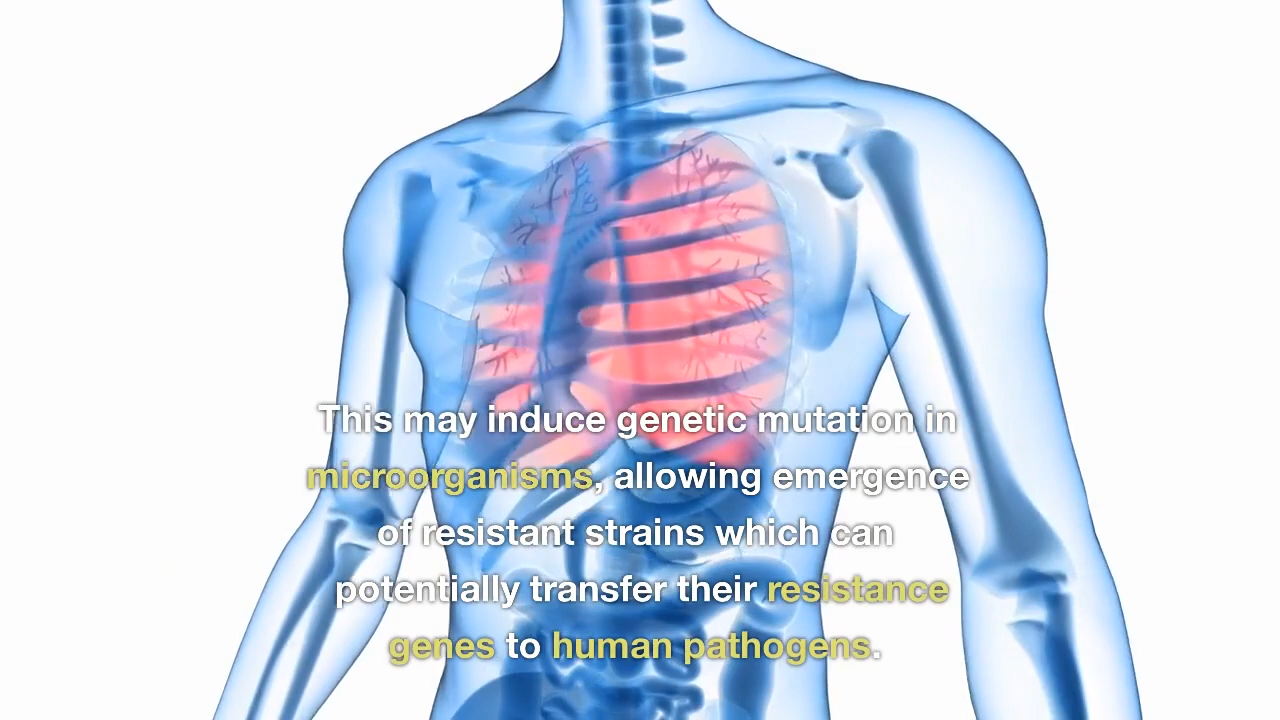 This may induce genetic mutation in
microorganisms, allowing emergence
of resistant strains which can
potentially transfer their resistance
genes to human pathogens.